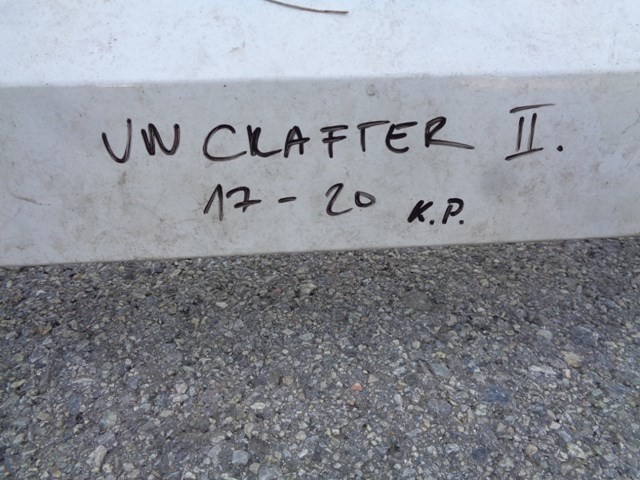 VW CRAFTER II.
17-20 K.P.